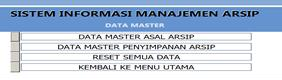 SISTEM INFORMASI MANAJEMEN ARSIP
DATA MASTER
DATA MASTER ASAL ARSIP
DATA MASTER PENYIMPANAN ARSIP
RESET SEMUA DATA
KEMBALI KE MENU UTAMA